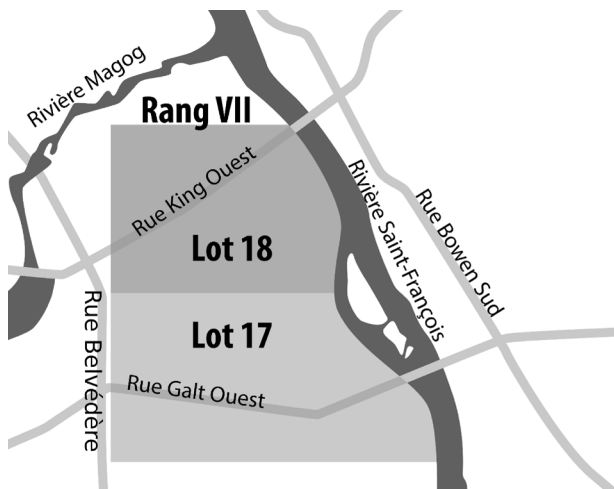 Rivière Magog
Rang VII
Rue King Ouest
Rivière Saint-François
Rue Bowen Sud
Lot 18
Lot 17
Rue Belvédère
Rue Galt Ouest